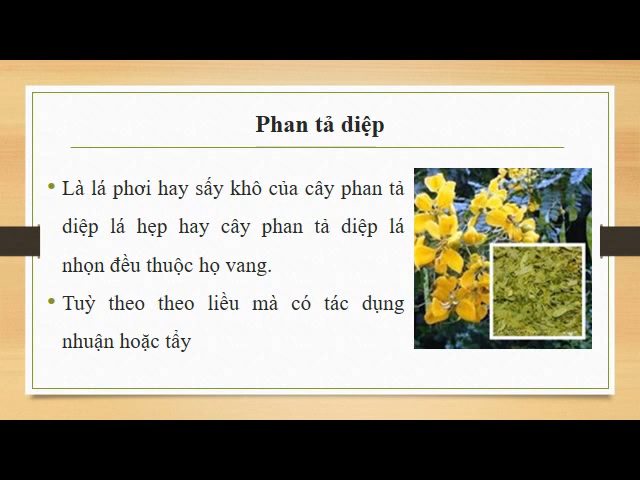 Phan tả diệp
• Là lá phơi hay sấy khô của cây phan tả
diệp lá hẹp hay cây phan tả diệp lá
nhọn đều thuộc họ vang.
• Tuỳ theo theo liều mà có tác dụng
nhuận hoặc tẩy